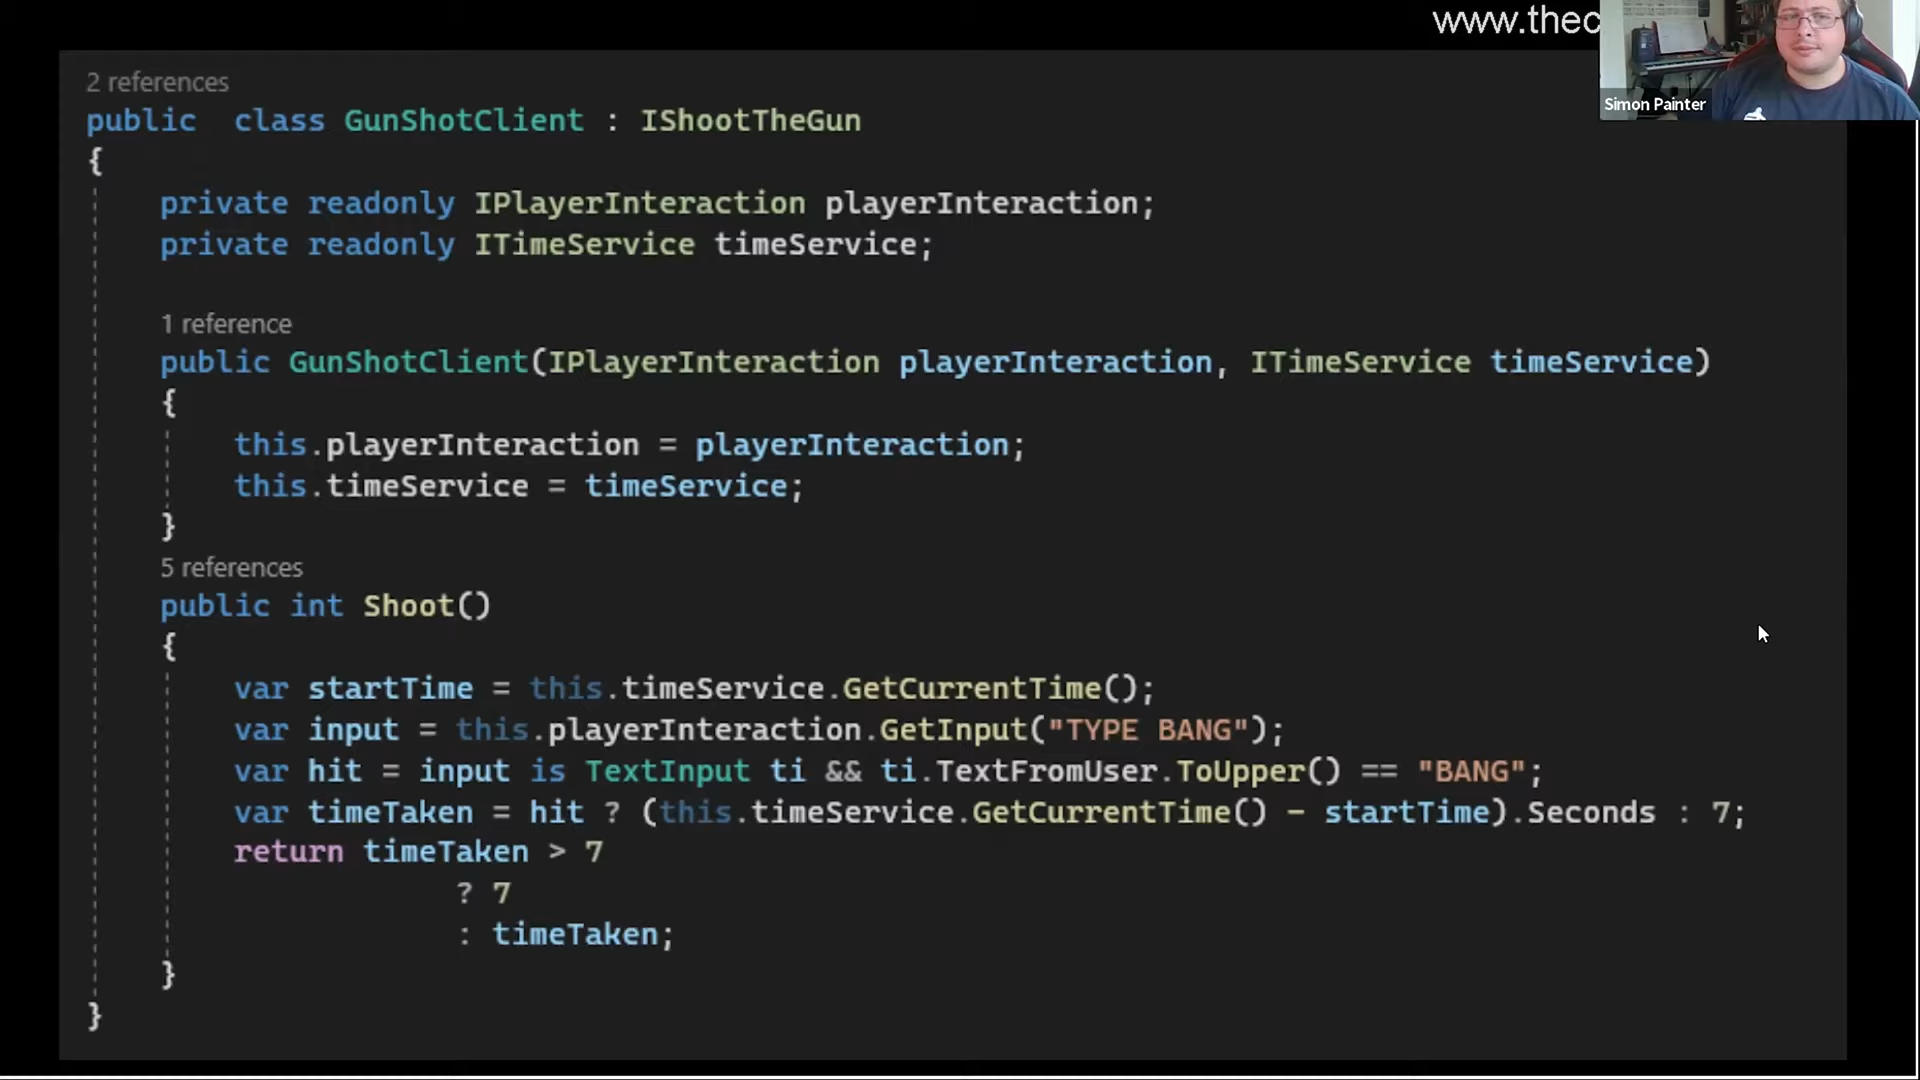 www.thec
Simon Painter
2 references
public class GunShotClient : IShootTheGun
{
private readonly IPlayerInteraction playerInteraction;
private readonly ITimeService timeService;
1 reference
public GunShotClient(IPlayerInteraction playerInteraction, ITimeService timeService)
{
this.playerInteraction = playerInteraction;
this.timeService = timeService;
}
5 references
public int Shoot()
{
var startTime = this.timeService.GetCurrentTime();
var input = this.playerInteraction.GetInput("TYPE BANG");
var hit = input is TextInput ti && ti.TextFromUser.ToUpper() == "BANG";
var timeTaken = hit ? (this.timeService.GetCurrentTime() - startTime).Seconds : 7;
return timeTaken > 7
? 7
: timeTaken;
}
}